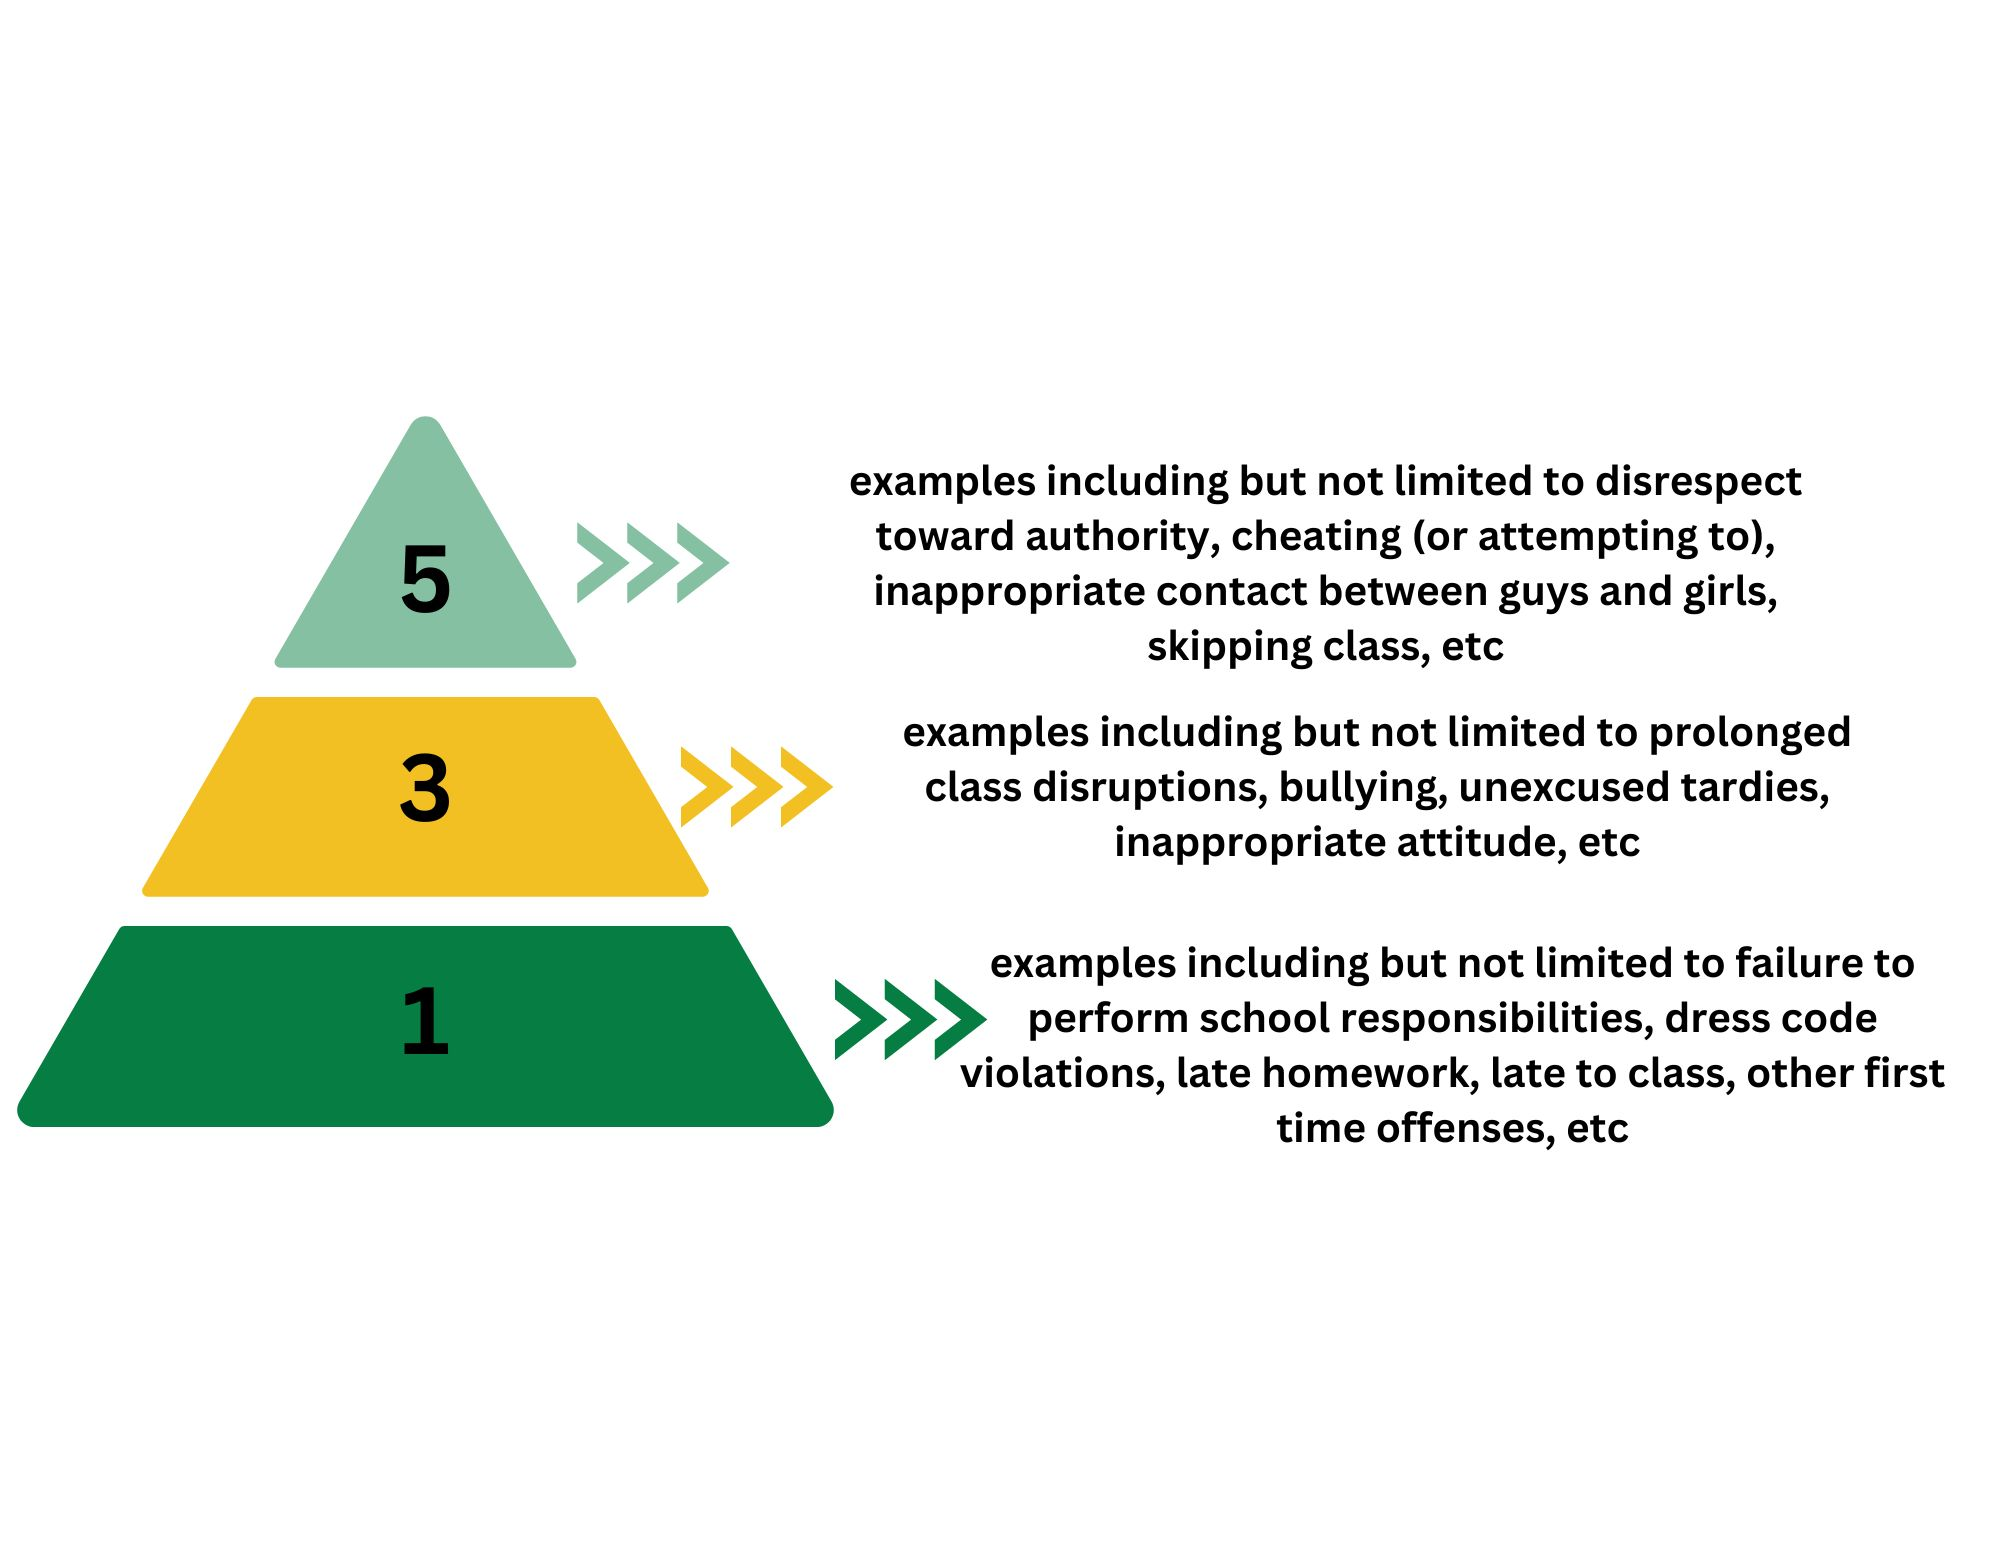 5
examples including but not limited to disrespect
toward authority, cheating (or attempting to),
inappropriate contact between guys and girls,
skipping class, etc
3
examples including but not limited to prolonged
class disruptions, bullying, unexcused tardies,
inappropriate attitude, etc
1
examples including but not limited to failure to
perform school responsibilities, dress code
violations, late homework, late to class, other first
time offenses, etc